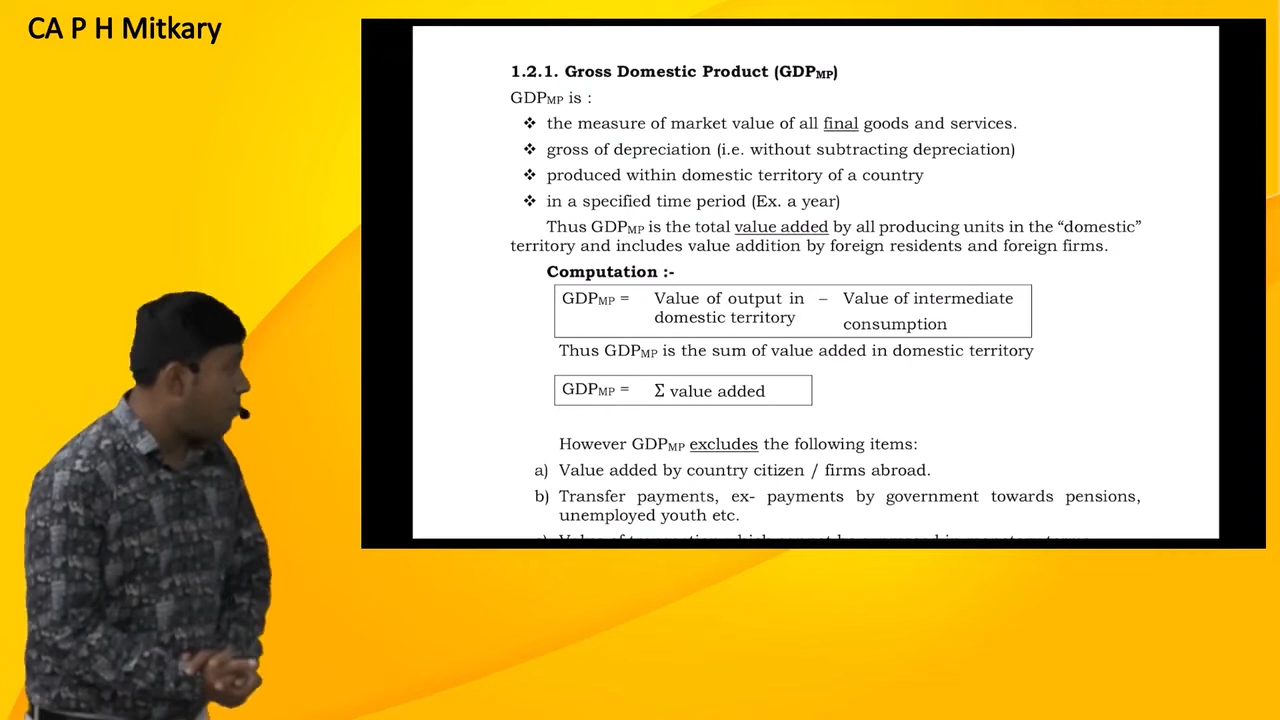 CA P H Mitkary
1.2.1. Gross Domestic Product (GDPMP)
GDPMP is :
❖ the measure of market value of all final goods and services.
❖ gross of depreciation (i.e. without subtracting depreciation)
❖ produced within domestic territory of a country
❖ in a specified time period (Ex. a year)
Thus GDPMP is the total value added by all producing units in the “domestic”
territory and includes value addition by foreign residents and foreign firms.
Computation :-
GDPMP = Value of output in – Value of intermediate
domestic territory
consumption
Thus GDPMP is the sum of value added in domestic territory
GDPMP = Σ value added
However GDPMP excludes the following items:
a) Value added by country citizen / firms abroad.
b) Transfer payments, ex- payments by government towards pensions,
unemployed youth etc.